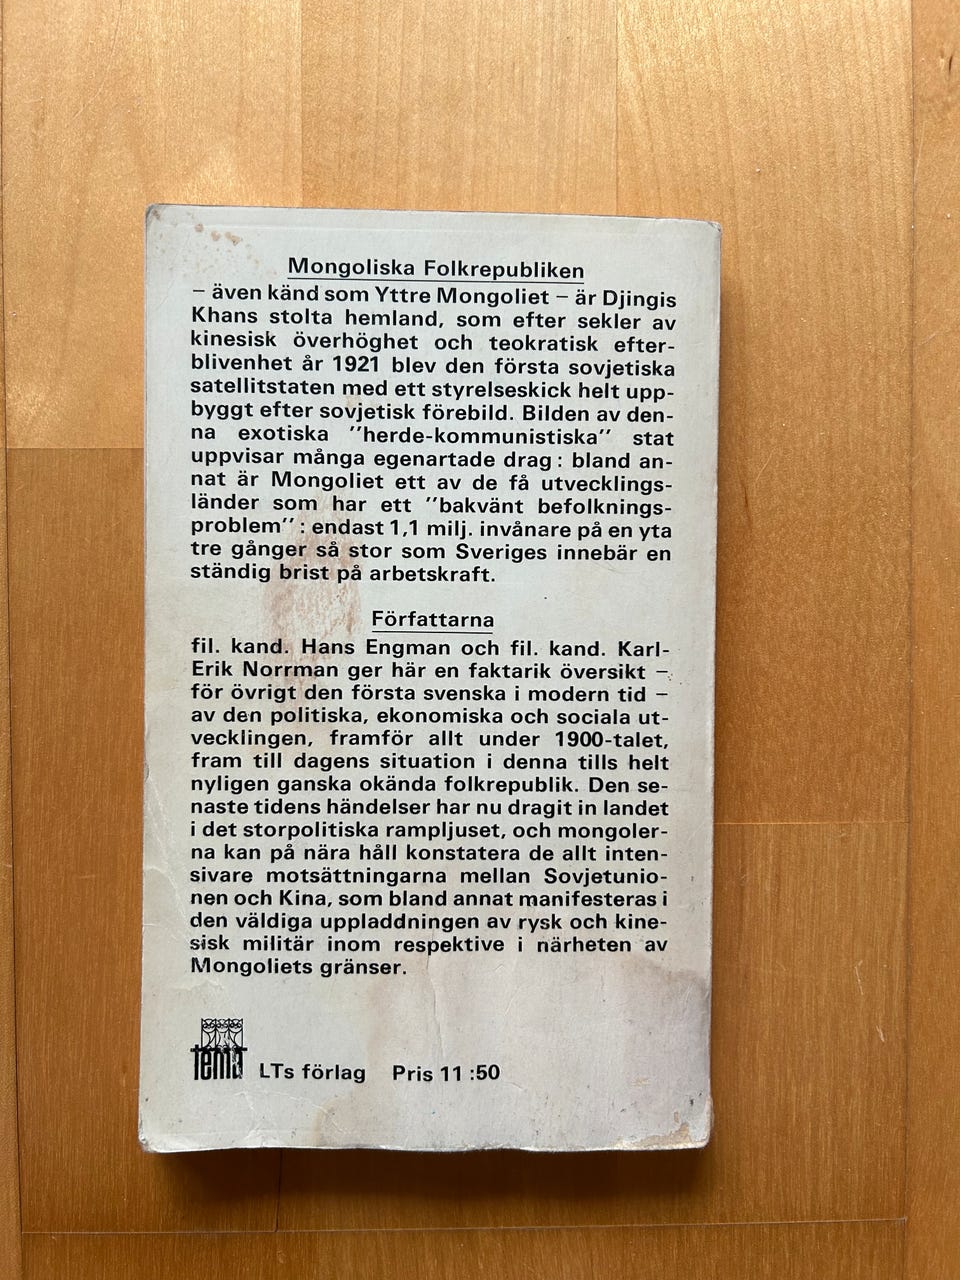 Mongoliska Folkrepubliken
– även känd som Yttre Mongoliet – är Djingis
Khans stolta hemland, som efter sekler av
kinesisk överhöghet och teokratisk efter-
blivenhet år 1921 blev den första sovjetiska
satellitstaten med ett styrelseskick helt upp-
byggt efter sovjetisk förebild. Bilden av den-
na exotiska ”herde-kommunistiska” stat
uppvisar många egenartade drag: bland an-
nat är Mongoliet ett av de få utvecklings-
länder som har ett ”bakvänt befolknings-
problem”: endast 1,1 milj. invånare på en yta
tre gånger så stor som Sveriges innebär en
ständig brist på arbetskraft.
Författarna
fil. kand. Hans Engman och fil. kand. Karl-
Erik Norrman ger här en faktarik översikt –
för övrigt den första svenska i modern tid –
av den politiska, ekonomiska och sociala ut-
vecklingen, framför allt under 1900-talet,
fram till dagens situation i denna tills helt
nyligen ganska okända folkrepublik. Den se-
naste tidens händelser har nu dragit in landet
i det storpolitiska rampljuset, och mongoler-
na kan på nära håll konstatera de allt inten-
sivare motsättningarna mellan Sovjetunio-
nen och Kina, som bland annat manifesteras i
den väldiga uppladdningen av rysk och kine-
sisk militär inom respektive i närheten av
Mongoliets gränser.
tema LTs förlag Pris 11:50